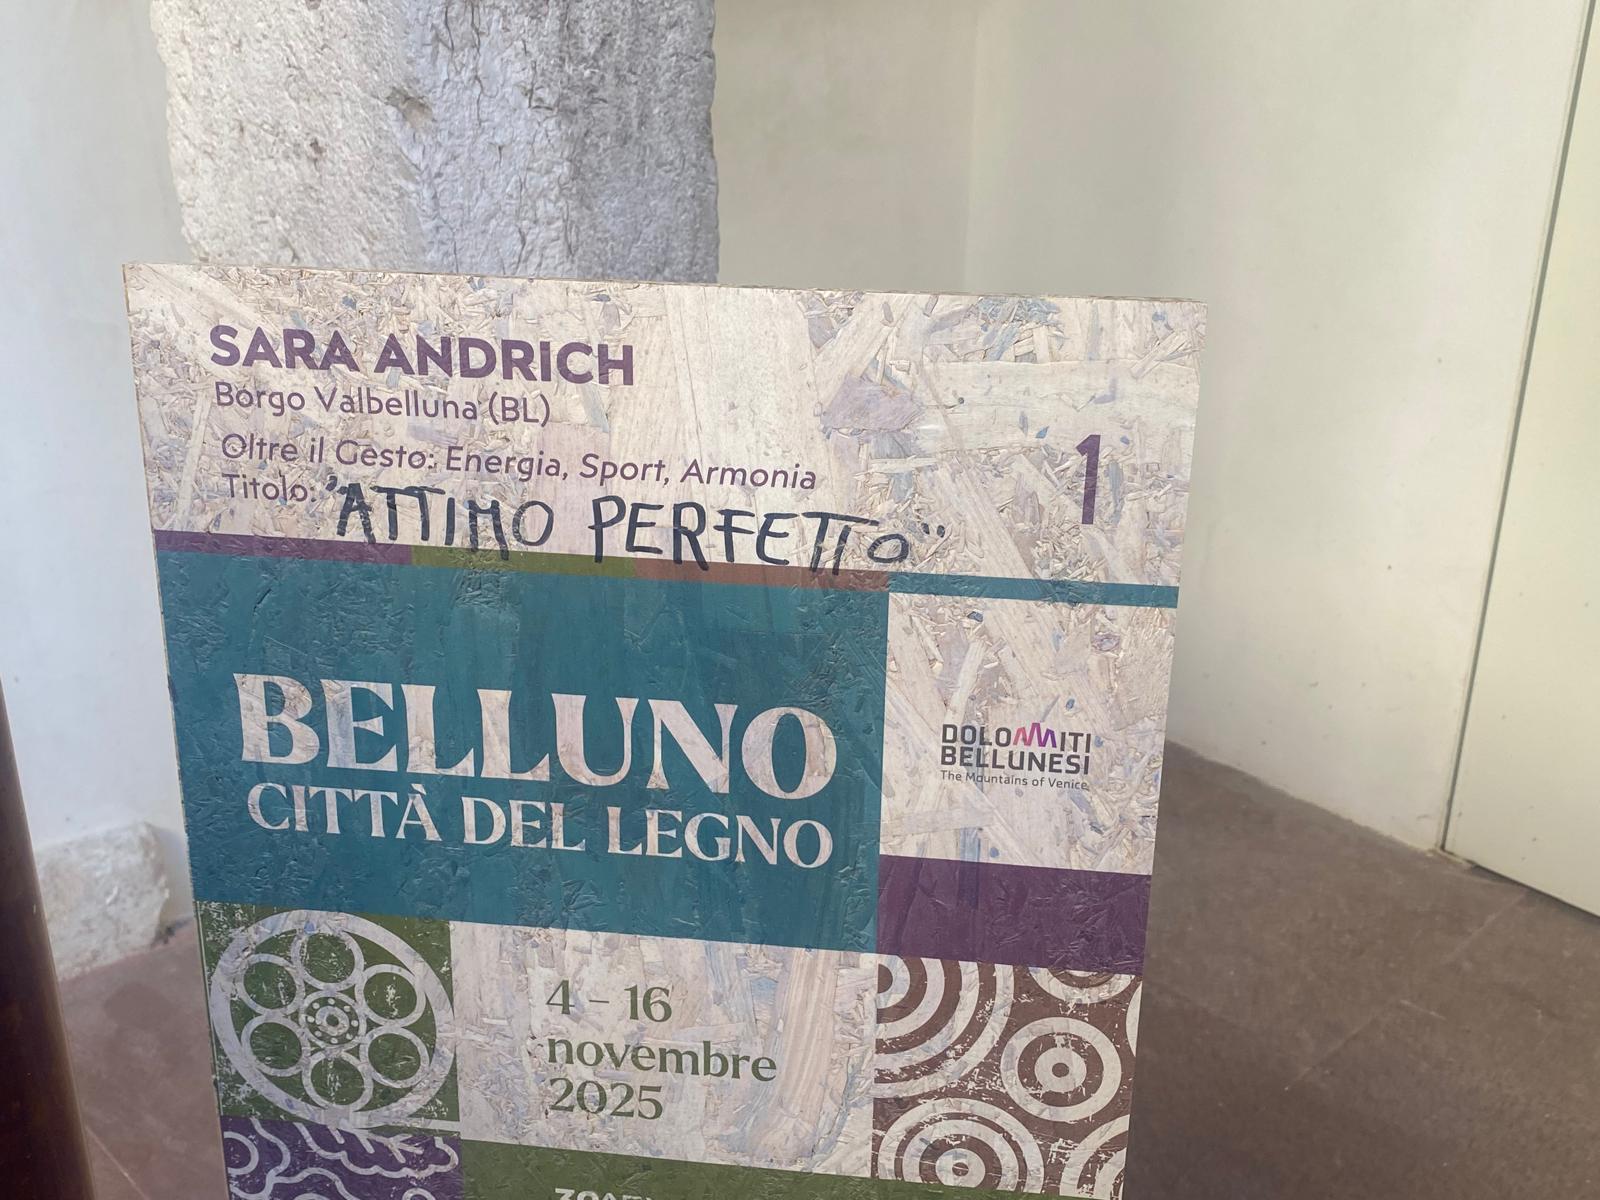 SARA ANDRICH
Borgo Valbelluna (BL)
Oltre il Gesto: Energia, Sport, Armonia
Titolo: "ATTIMO PERFETTO"
1
BELLUNO
CITTÀ DEL LEGNO
DOLOMITI
BELLUNESI
The Mountains of Venice
4 – 16
novembre
2025